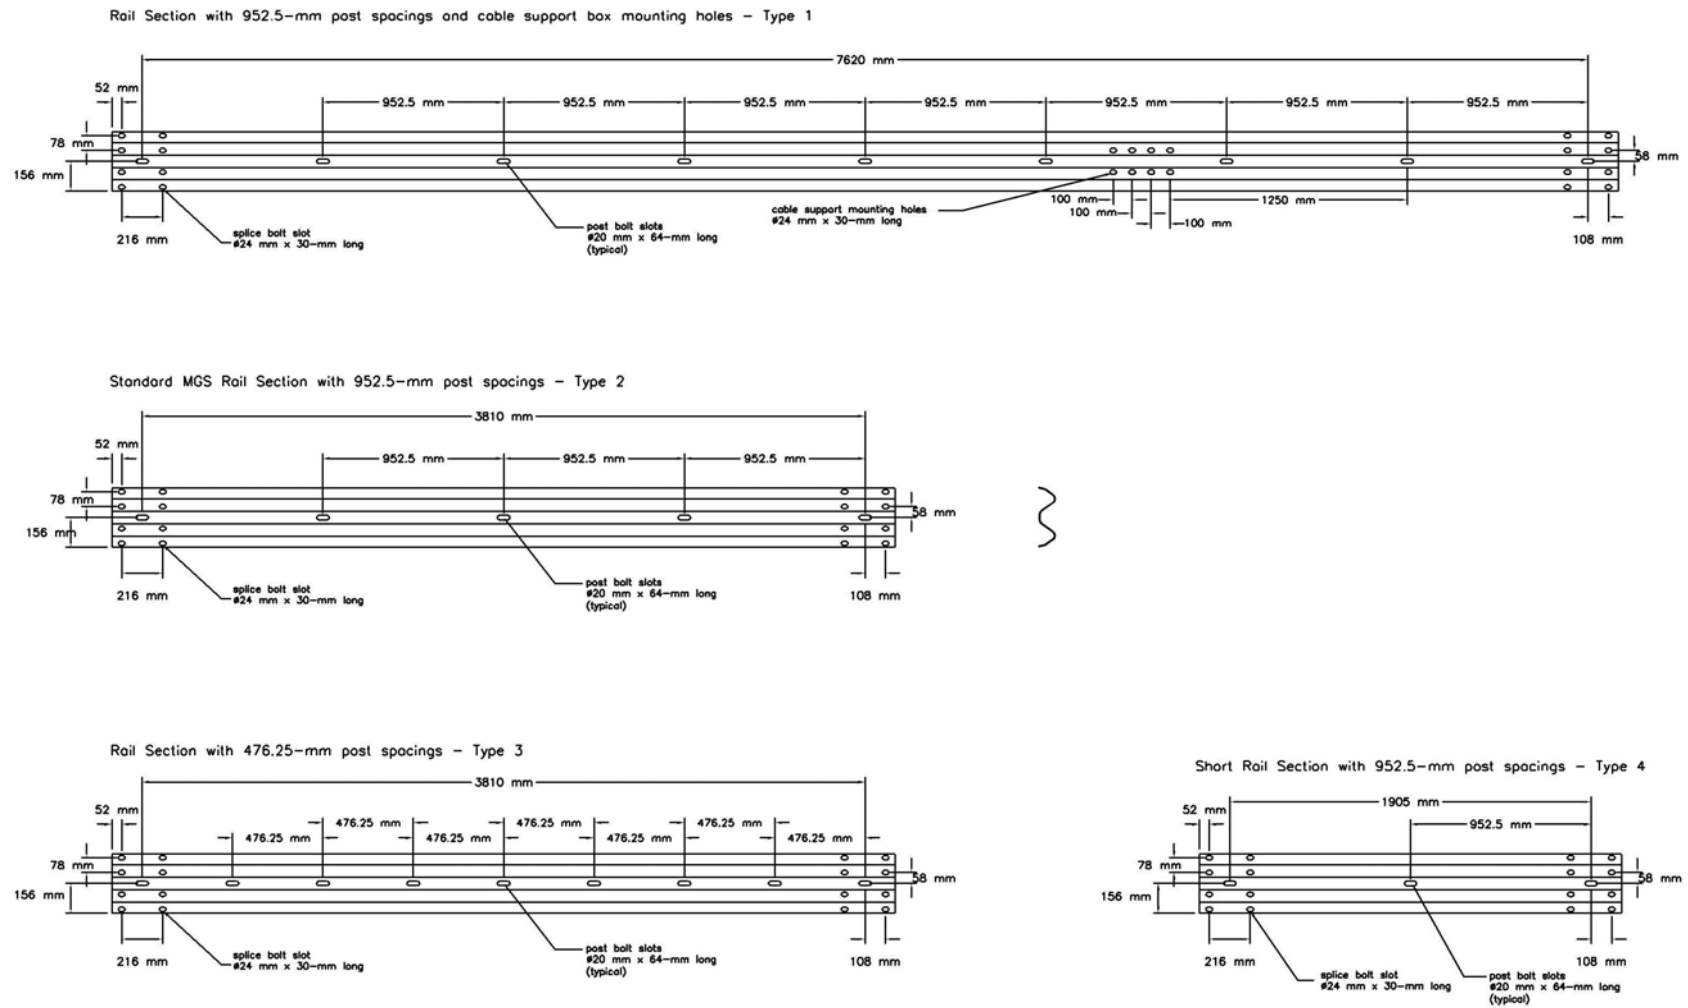 Rail Section with 952.5-mm post spacings and cable support box mounting holes - Type 1
7620 mm
52 mm
952.5 mm 952.5 mm 952.5 mm 952.5 mm 952.5 mm 952.5 mm 952.5 mm
78 mm
58 mm
156 mm
100 mm
1250 mm
cable support mounting holes
ø24 mm x 30-mm long
100 mm
100 mm
216 mm
splice bolt slot
ø24 mm x 30-mm long
post bolt slots
ø20 mm x 64-mm long
(typical)
108 mm
Standard MGS Rail Section with 952.5-mm post spacings - Type 2
3810 mm
52 mm
952.5 mm 952.5 mm 952.5 mm
78 mm
58 mm
156 mm
216 mm
splice bolt slot
ø24 mm x 30-mm long
post bolt slots
ø20 mm x 64-mm long
(typical)
108 mm
Rail Section with 476.25-mm post spacings - Type 3
3810 mm
52 mm
476.25 mm 476.25 mm 476.25 mm
476.25 mm 476.25 mm 476.25 mm 476.25 mm
78 mm
58 mm
156 mm
216 mm
splice bolt slot
ø24 mm x 30-mm long
post bolt slots
ø20 mm x 64-mm long
(typical)
108 mm
Short Rail Section with 952.5-mm post spacings - Type 4
1905 mm
52 mm
952.5 mm
78 mm
58 mm
156 mm
216 mm
splice bolt slot
ø24 mm x 30-mm long
post bolt slots
ø20 mm x 64-mm long
(typical)
108 mm